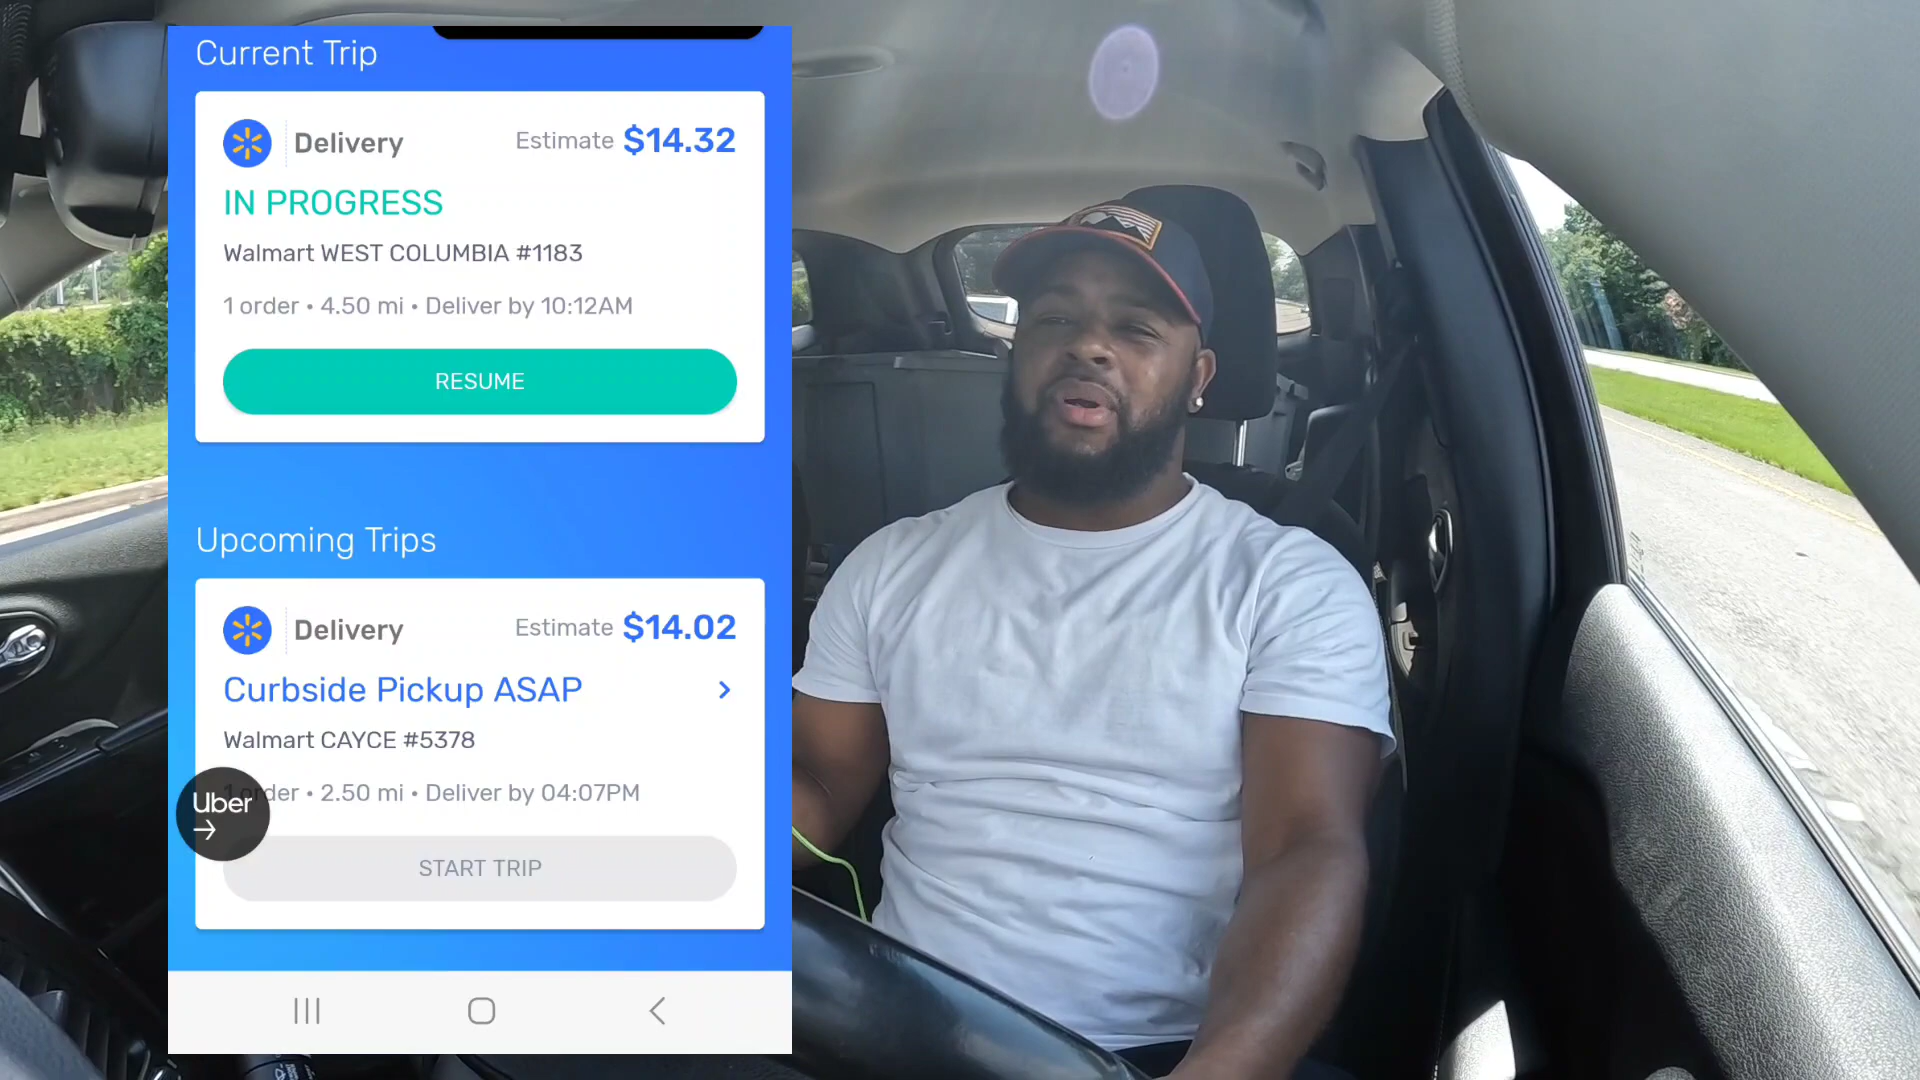 Current Trip
Delivery Estimate $14.32
IN PROGRESS
Walmart WEST COLUMBIA #1183
1 order • 4.50 mi • Deliver by 10:12AM
RESUME
Upcoming Trips
Delivery Estimate $14.02
Curbside Pickup ASAP
Walmart CAYCE #5378
1 order • 2.50 mi • Deliver by 04:07PM
Uber
START TRIP